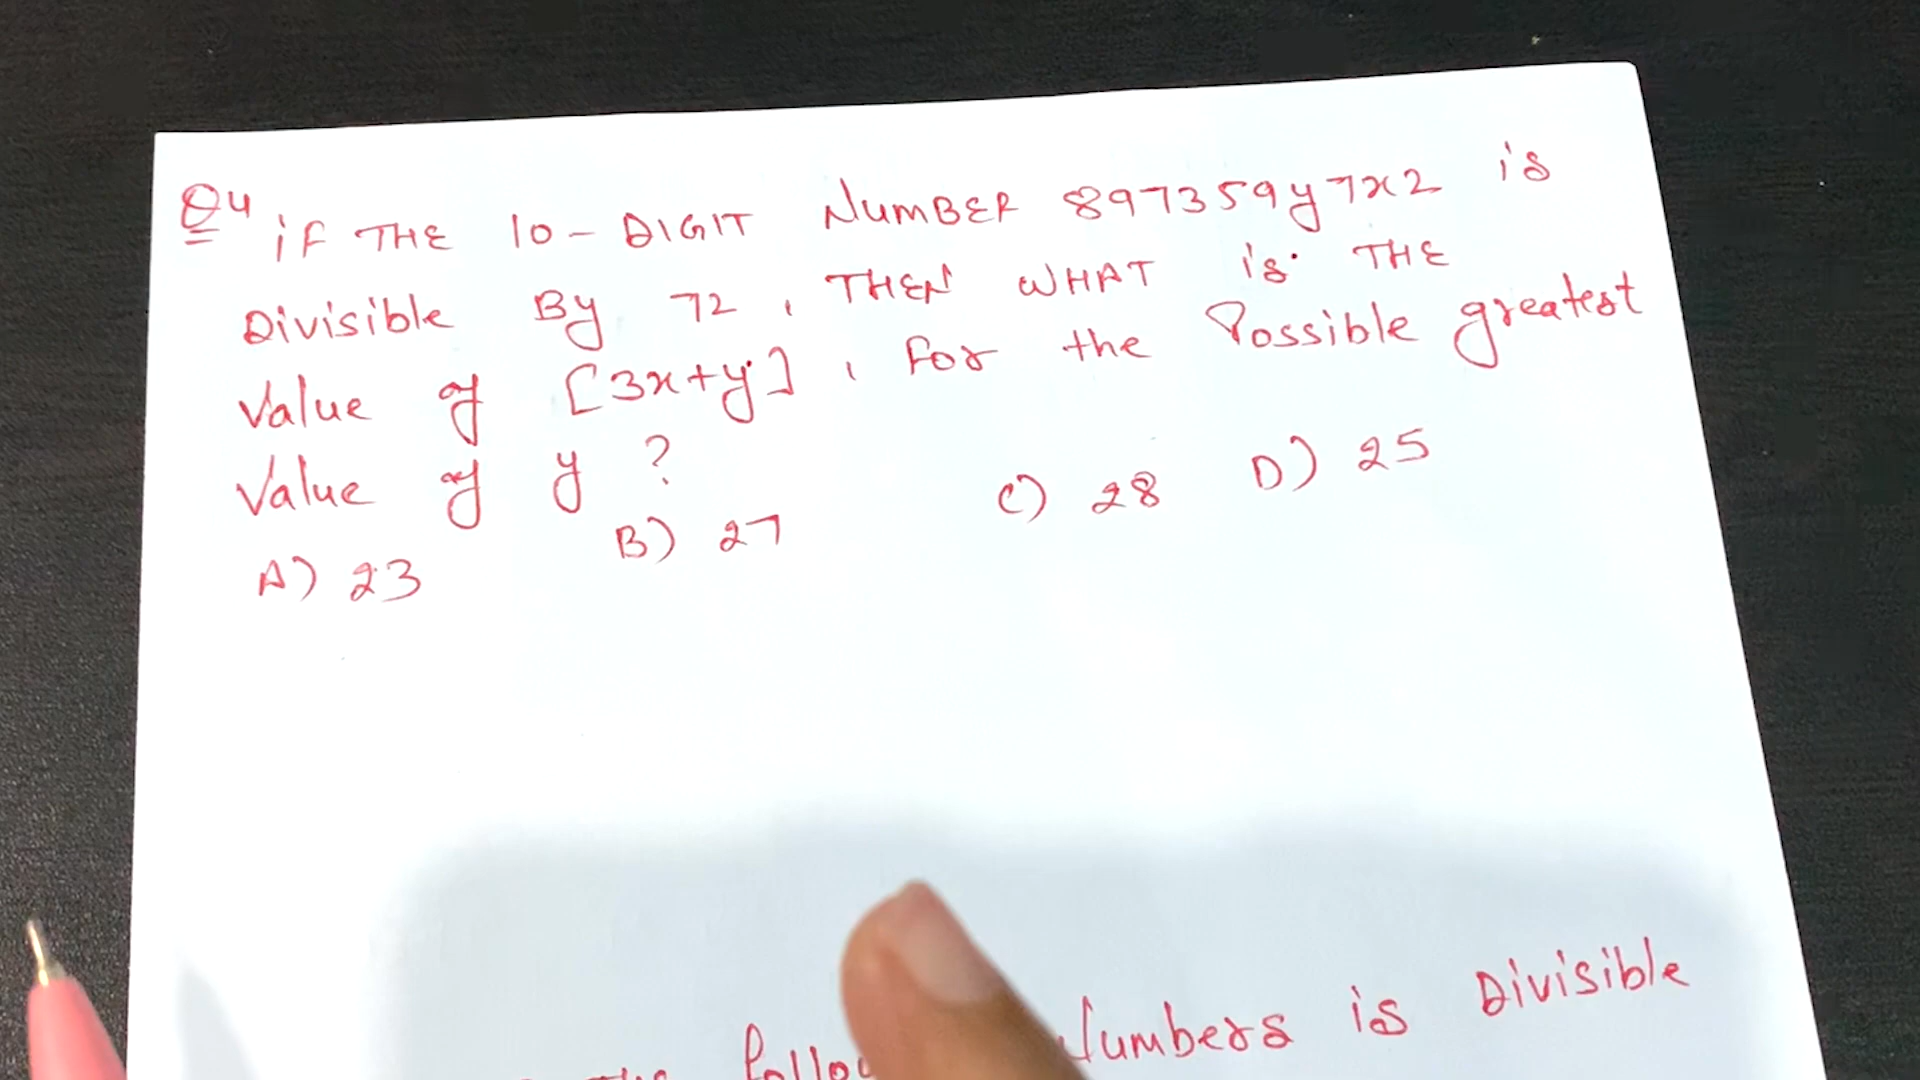 Q4 if THE 10-DIGIT NUMBER 897359y7x2 is
Divisible By 72, THEN WHAT is THE
Value of [3x+y], for the Possible greatest
Value of y ?
A) 23 B) 27 C) 28 D) 25
Numbers is Divisible